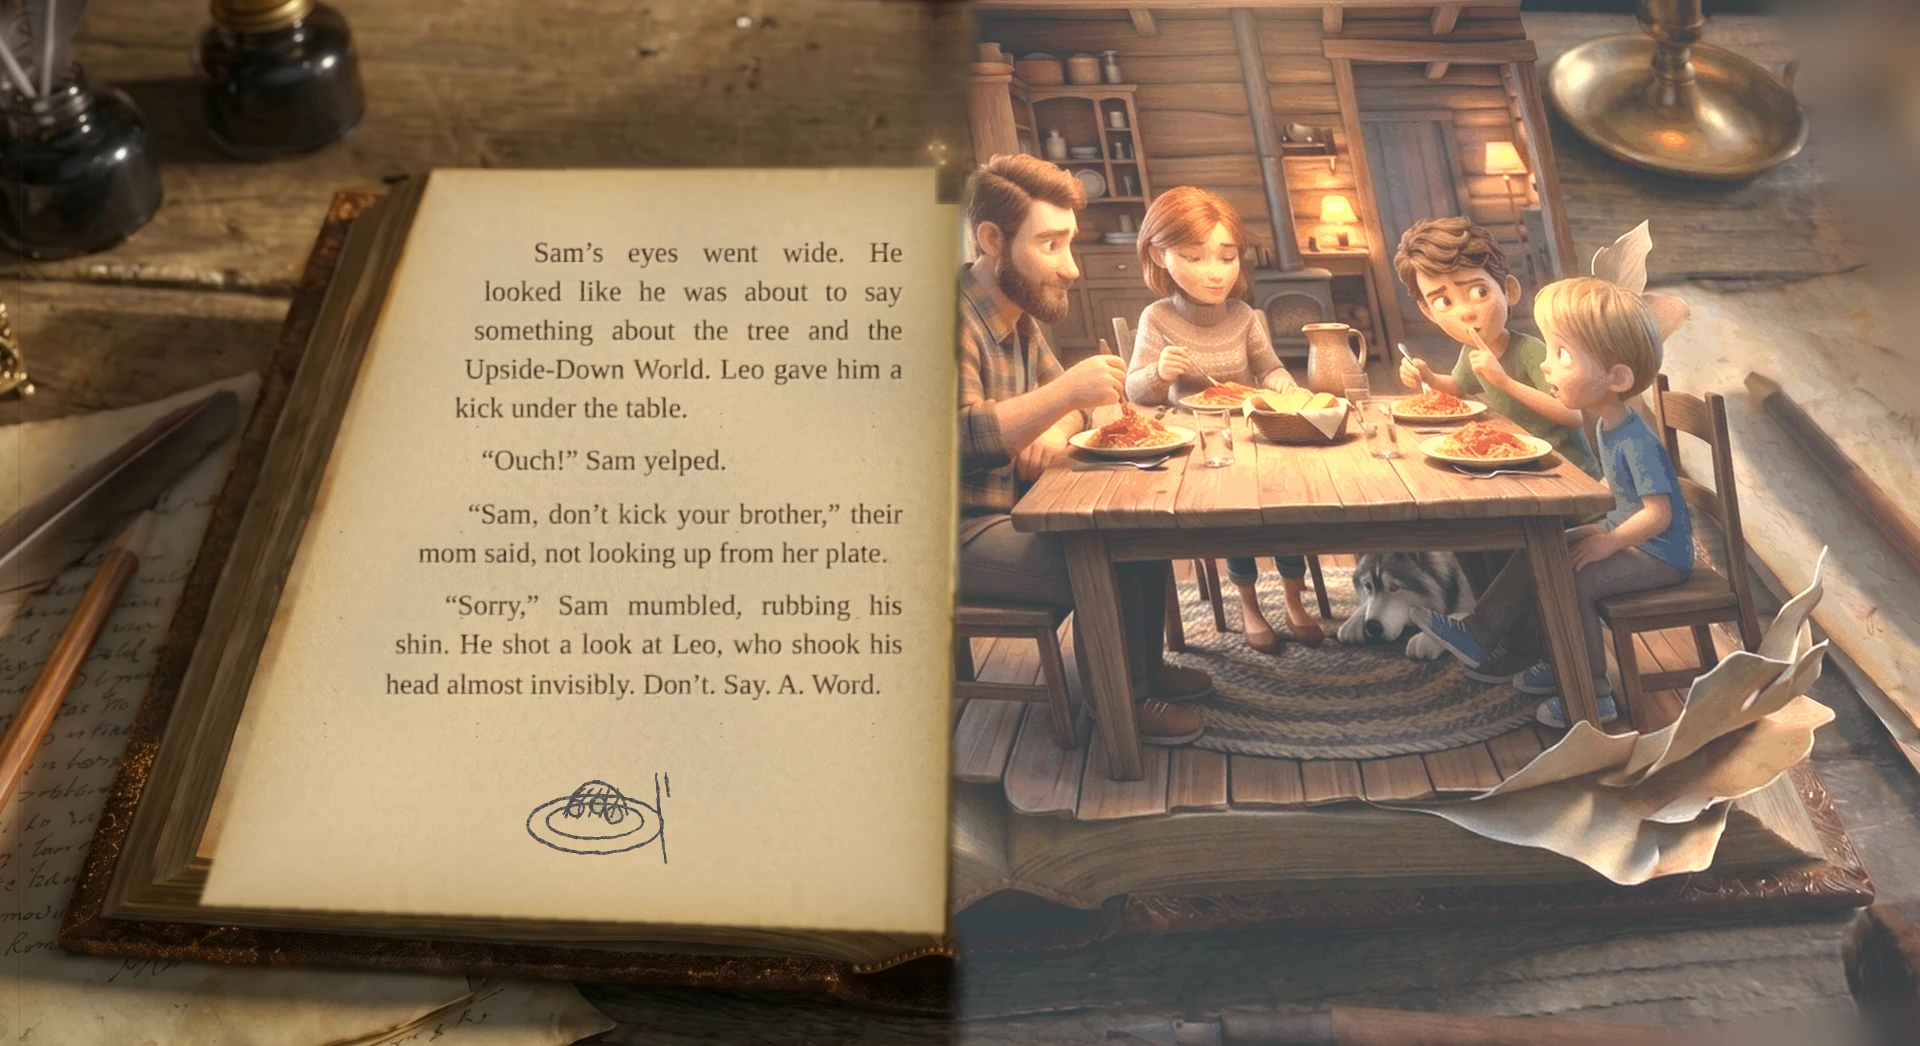 Sam’s eyes went wide. He
looked like he was about to say
something about the tree and the
Upside-Down World. Leo gave him a
kick under the table.
“Ouch!” Sam yelped.
“Sam, don’t kick your brother,” their
mom said, not looking up from her plate.
“Sorry,” Sam mumbled, rubbing his
shin. He shot a look at Leo, who shook his
head almost invisibly. Don’t. Say. A. Word.